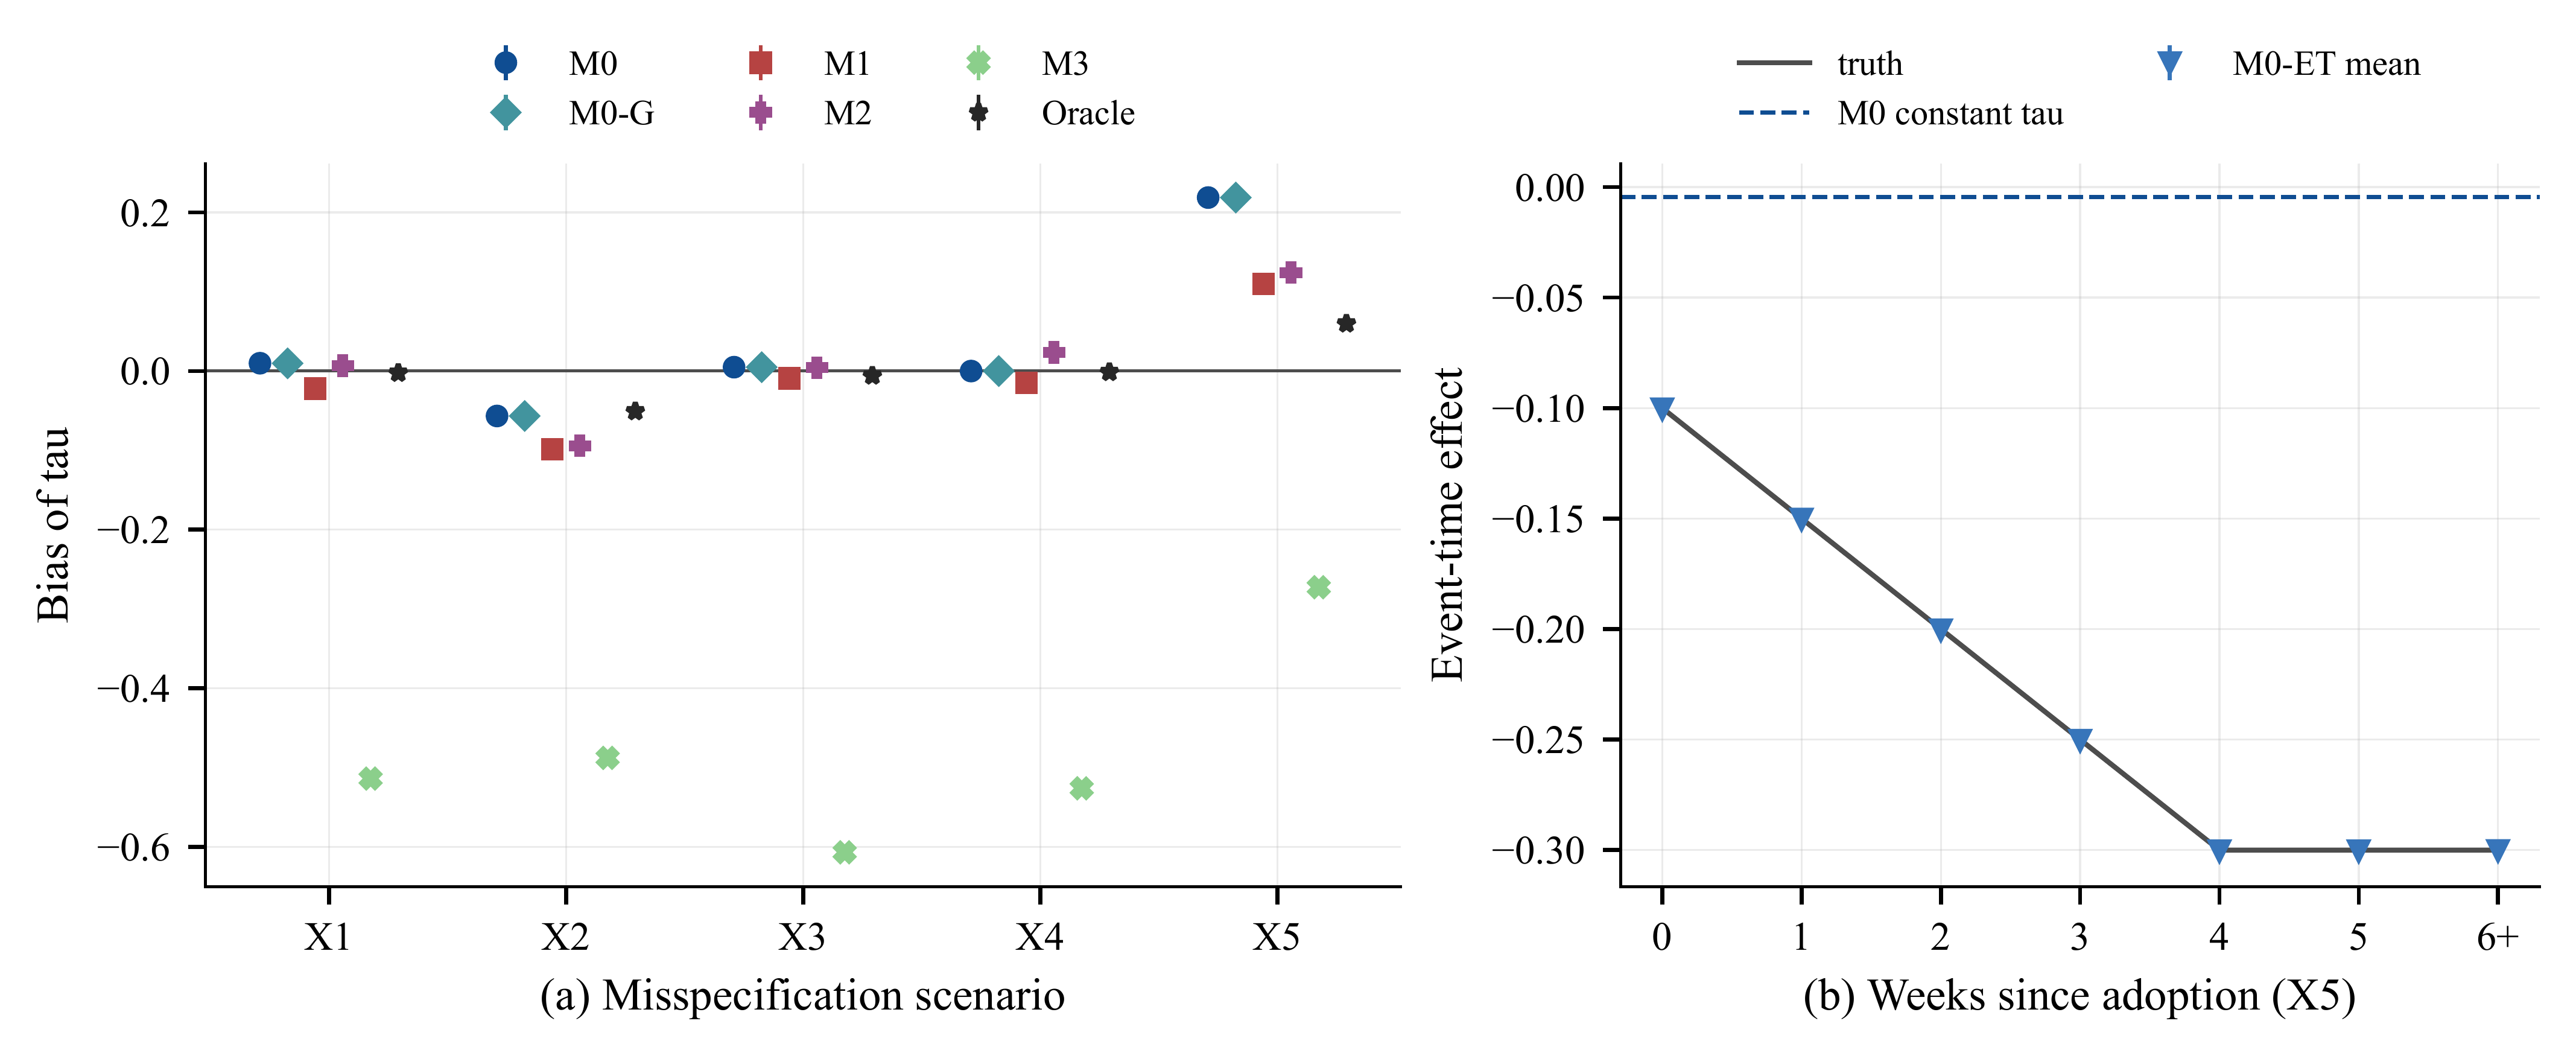 M0
M1
M3
M0-G
M2
Oracle
truth
M0-ET mean
M0 constant tau
Bias of tau
0.2
0.0
−0.2
−0.4
−0.6
X1
X2
X3
X4
X5
(a) Misspecification scenario
Event-time effect
0.00
−0.05
−0.10
−0.15
−0.20
−0.25
−0.30
0
1
2
3
4
5
6+
(b) Weeks since adoption (X5)